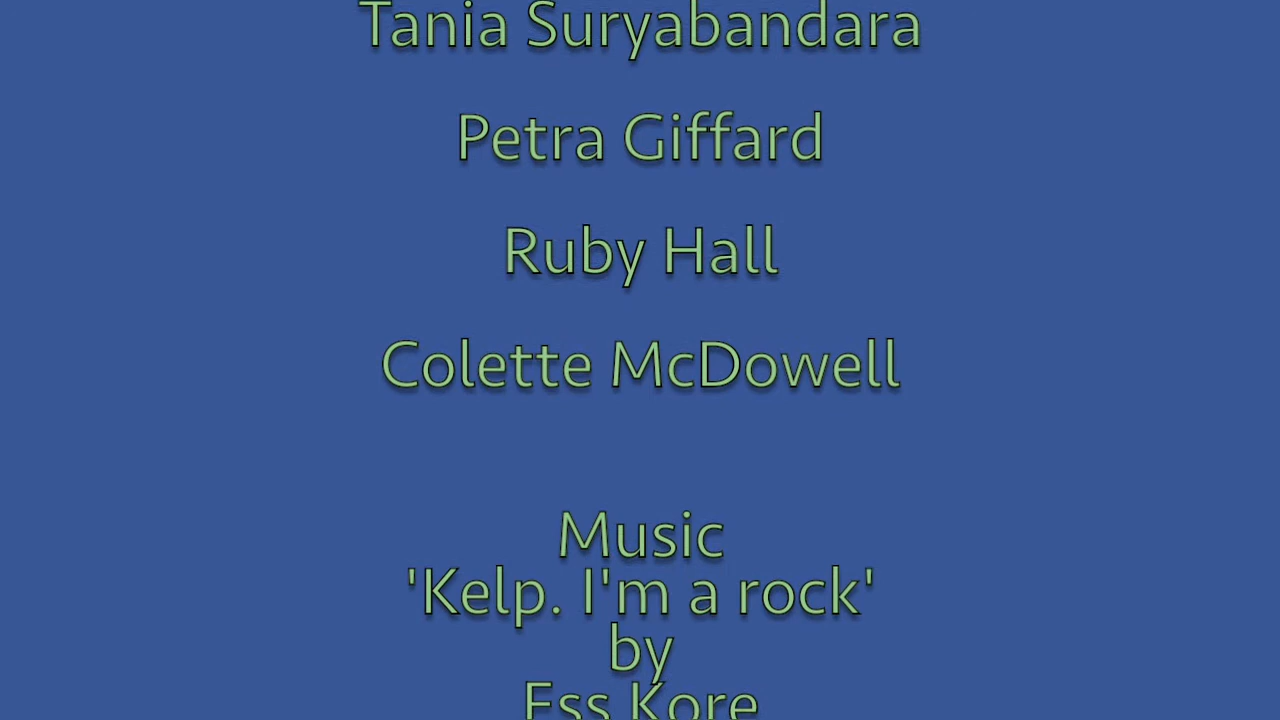 Tania Suryabandara
Petra Giffard
Ruby Hall
Colette McDowell
Music
'Kelp. I'm a rock'
by
Ess Kore